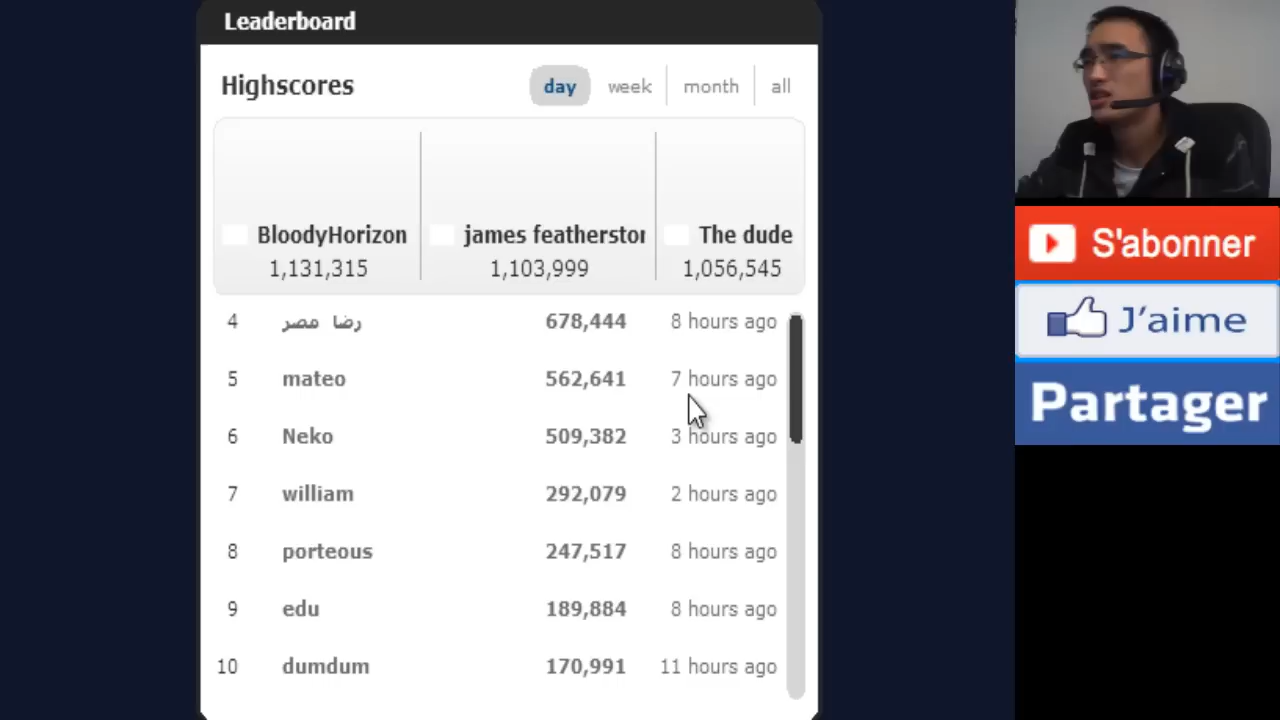 Leaderboard
Highscores day week month all
BloodyHorizon james featherstor The dude
1,131,315 1,103,999 1,056,545
4 رضا مصر 678,444 8 hours ago
5 mateo 562,641 7 hours ago
6 Neko 509,382 3 hours ago
7 william 292,079 2 hours ago
8 porteous 247,517 8 hours ago
9 edu 189,884 8 hours ago
10 dumdum 170,991 11 hours ago
S'abonner
J'aime
Partager